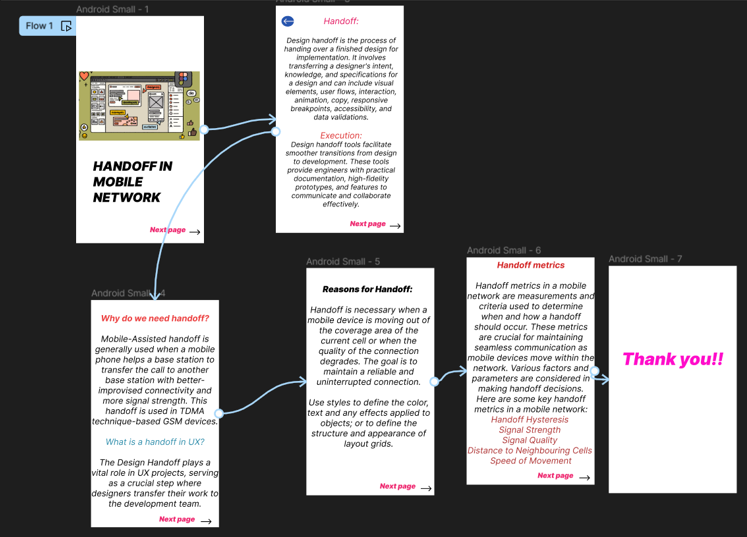 Flow 1
Android Small - 1
HANDOFF IN
MOBILE
NETWORK
Next page
Handoff:
Design handoff is the process of
handing over a finished design for
implementation. It involves
transferring a designer's intent,
knowledge, and specifications for
a design and can include visual
elements, user flows, interaction,
animation, copy, responsive
breakpoints, accessibility, and
data validations.
Execution:
Design handoff tools facilitate
smoother transitions from design
to development. These tools
provide engineers with practical
documentation, high-fidelity
prototypes, and features to
communicate and collaborate
effectively.
Next page
Android Small - 4
Why do we need handoff?
Mobile-Assisted handoff is
generally used when a mobile
phone helps a base station to
transfer the call to another
base station with better-
improvised connectivity and
more signal strength. This
handoff is used in TDMA
technique-based GSM devices.
What is a handoff in UX?
The Design Handoff plays a
vital role in UX projects, serving
as a crucial step where
designers transfer their work to
the development team.
Next page
Android Small - 5
Reasons for Handoff:
Handoff is necessary when a
mobile device is moving out of
the coverage area of the
current cell or when the
quality of the connection
degrades. The goal is to
maintain a reliable and
uninterrupted connection.
Use styles to define the color,
text and any effects applied to
objects; or to define the
structure and appearance of
layout grids.
Next page
Android Small - 6
Handoff metrics
Handoff metrics in a mobile
network are measurements and
criteria used to determine
when and how a handoff
should occur. These metrics
are crucial for maintaining
seamless communication as
mobile devices move within the
network. Various factors and
parameters are considered in
making handoff decisions.
Here are some key handoff
metrics in a mobile network:
Handoff Hysteresis
Signal Strength
Signal Quality
Distance to Neighbouring Cells
Speed of Movement
Next page
Android Small - 7
Thank you!!